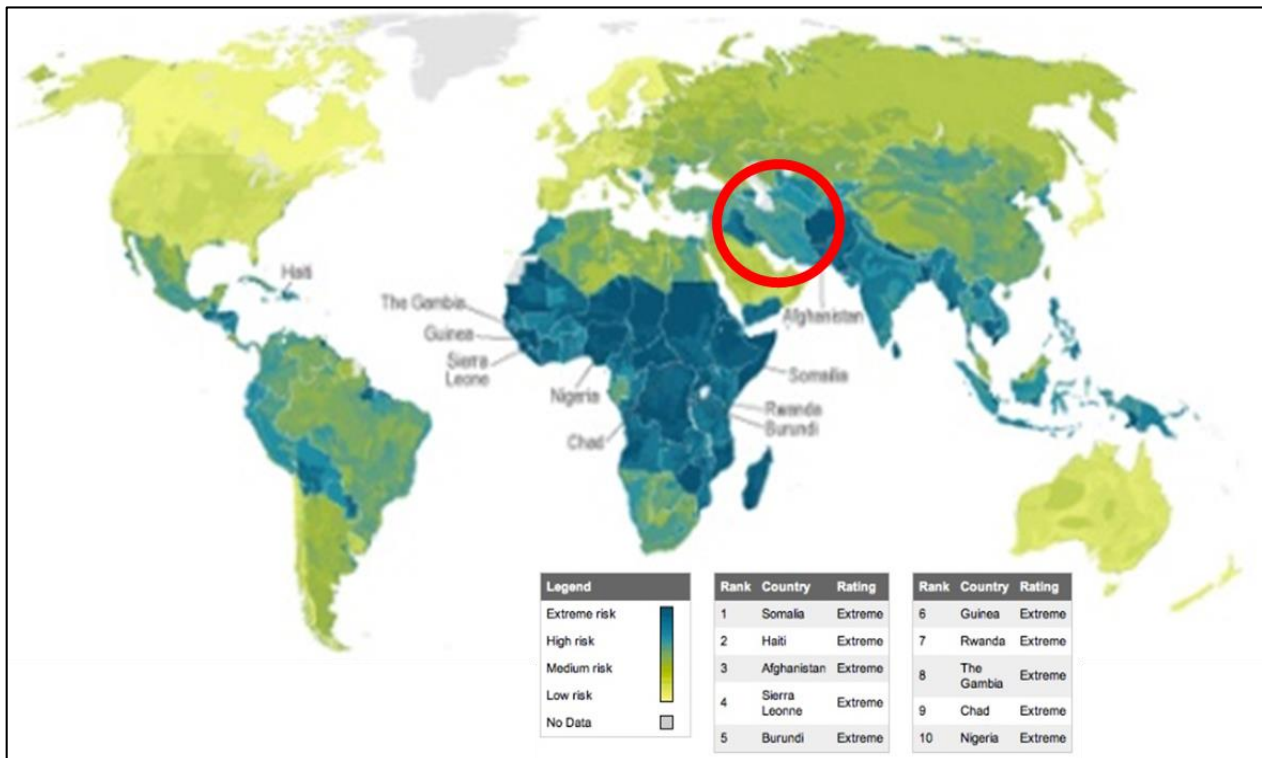 Haiti
The Gambia
Guinea
Sierra
Leone
Nigeria
Chad
Afghanistan
Somailia
Rwanda
Burundi
Legend
Extreme risk
High risk
Medium risk
Low risk
No Data
Rank Country Rating
1 Somalia Extreme
2 Haiti Extreme
3 Afghanistan Extreme
4 Sierra
Leonne Extreme
5 Burundi Extreme
Rank Country Rating
6 Guinea Extreme
7 Rwanda Extreme
8 The
Gambia Extreme
9 Chad Extreme
10 Nigeria Extreme